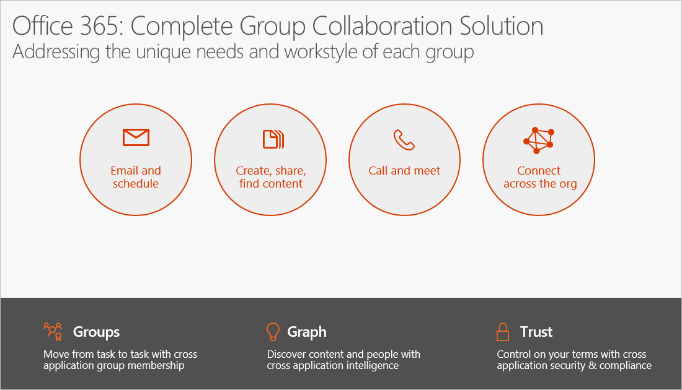 Office 365: Complete Group Collaboration Solution
Addressing the unique needs and workstyle of each group
Email and
schedule
Create, share,
find content
Call and meet
Connect
across the org
Groups
Move from task to task with cross
application group membership
Graph
Discover content and people with
cross application intelligence
Trust
Control on your terms with cross
application security & compliance